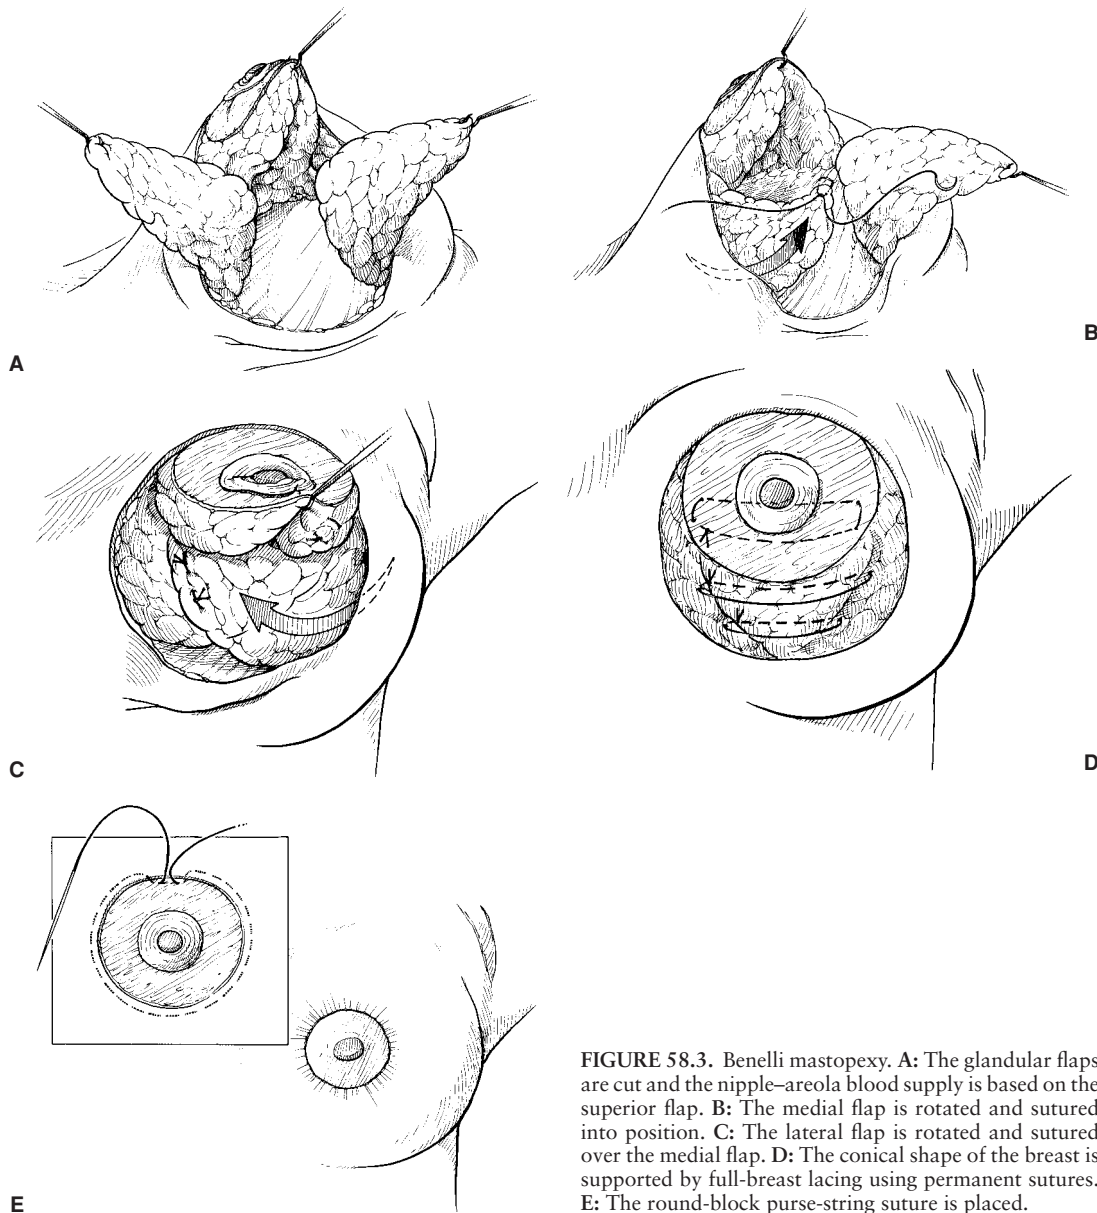 A
B
C
D
E
FIGURE 58.3. Benelli mastopexy. A: The glandular flaps
are cut and the nipple–areola blood supply is based on the
superior flap. B: The medial flap is rotated and sutured
into position. C: The lateral flap is rotated and sutured
over the medial flap. D: The conical shape of the breast is
supported by full-breast lacing using permanent sutures.
E: The round-block purse-string suture is placed.